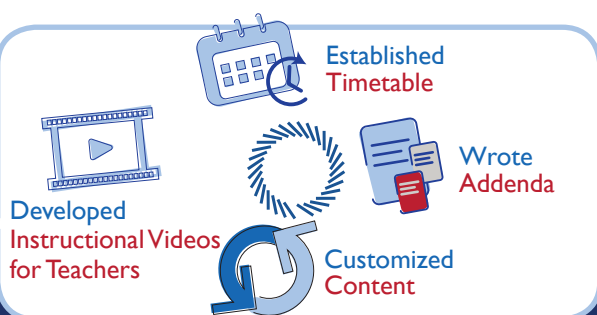 Established
Timetable
Wrote
Addenda
Developed
Instructional Videos
for Teachers
Customized
Content